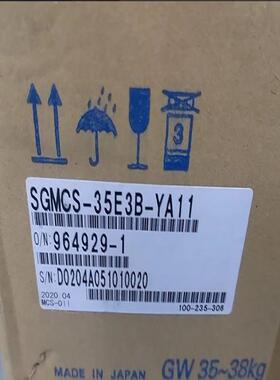 3
SGMCS-35E3B-YA11
O/N: 964929-1
S/N: D0204A051010020
2020.04
MCS-011
100-235-308
MADE IN JAPAN
GW 35~38kg